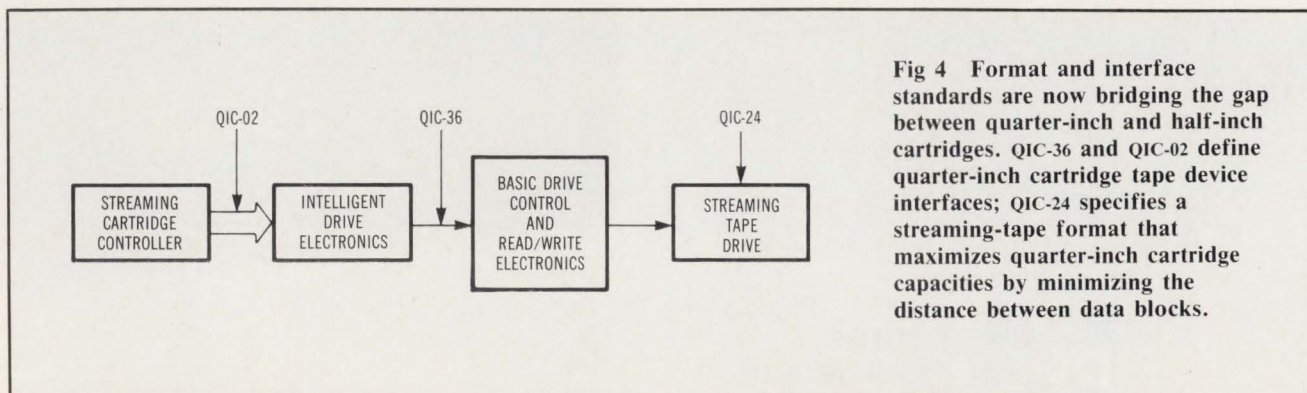 QIC-02
QIC-36
QIC-24
STREAMING
CARTRIDGE
CONTROLLER
INTELLIGENT
DRIVE
ELECTRONICS
BASIC DRIVE
CONTROL
AND
READ/WRITE
ELECTRONICS
STREAMING
TAPE
DRIVE
Fig 4 Format and interface
standards are now bridging the gap
between quarter-inch and half-inch
cartridges. QIC-36 and QIC-02 define
quarter-inch cartridge tape device
interfaces; QIC-24 specifies a
streaming-tape format that
maximizes quarter-inch cartridge
capacities by minimizing the
distance between data blocks.